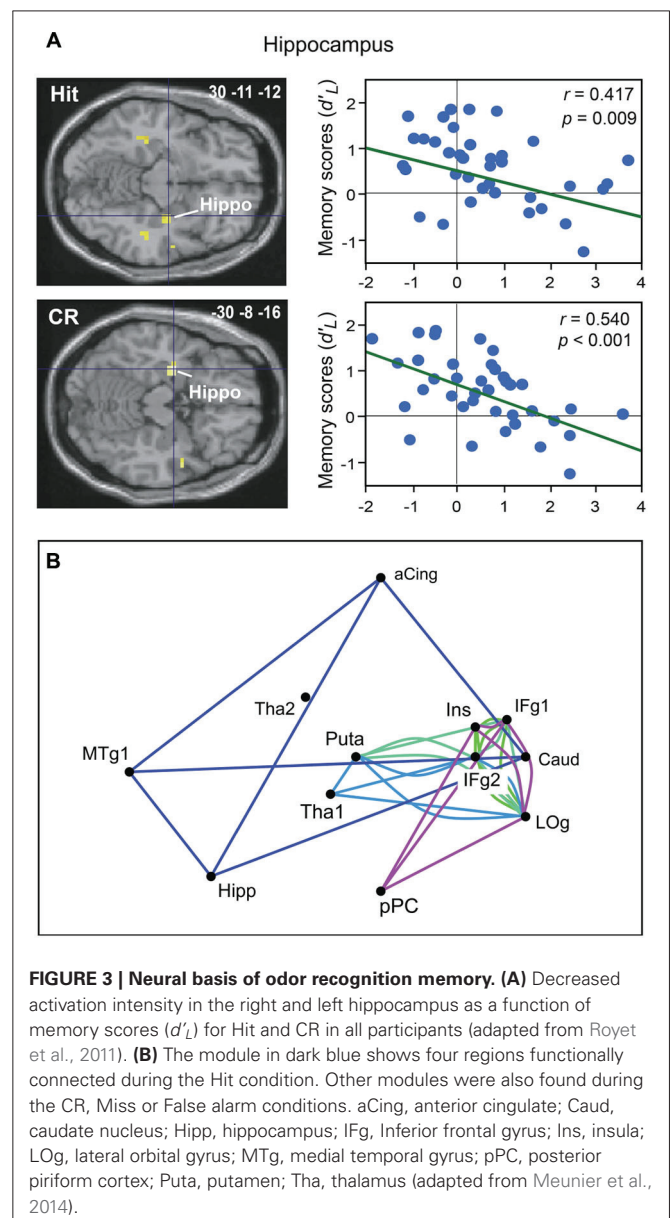 A
Hippocampus
Hit
30 -11 -12
Hippo
Memory scores (d'L)
2
1
0
-1
r = 0.417
p = 0.009
-2 -1 0 1 2 3 4
CR
-30 -8 -16
Hippo
Memory scores (d'L)
2
1
0
-1
r = 0.540
p < 0.001
-2 -1 0 1 2 3 4
B
aCing
Tha2
Ins
IFg1
Puta
MTg1
Caud
IFg2
Tha1
LOg
Hipp
pPC
FIGURE 3 | Neural basis of odor recognition memory. (A) Decreased
activation intensity in the right and left hippocampus as a function of
memory scores (d'L) for Hit and CR in all participants (adapted from Royet
et al., 2011). (B) The module in dark blue shows four regions functionally
connected during the Hit condition. Other modules were also found during
the CR, Miss or False alarm conditions. aCing, anterior cingulate; Caud,
caudate nucleus; Hipp, hippocampus; IFg, Inferior frontal gyrus; Ins, insula;
LOg, lateral orbital gyrus; MTg, medial temporal gyrus; pPC, posterior
piriform cortex; Puta, putamen; Tha, thalamus (adapted from Meunier et al.,
2014).